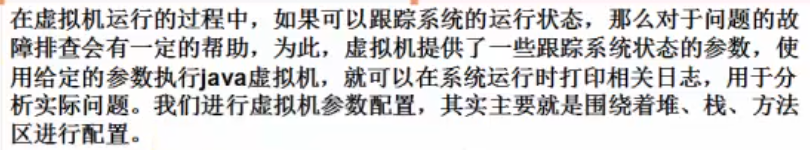 在虚拟机运行的过程中，如果可以跟踪系统的运行状态，那么对于问题的故
障排查会有一定的帮助，为此，虚拟机提供了一些跟踪系统状态的参数，使
用给定的参数执行java虚拟机，就可以在系统运行时打印相关日志，用于分
析实际问题。我们进行虚拟机参数配置，其实主要就是围绕着堆、栈、方法
区进行配置。